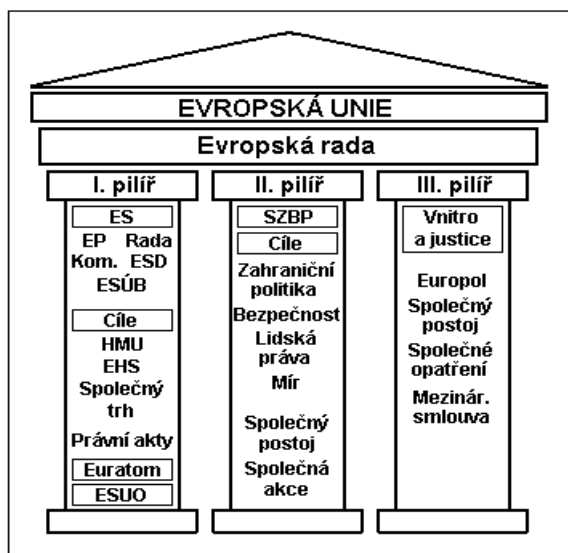 EVROPSKÁ UNIE
Evropská rada
I. pilíř
ES
EP Rada
Kom. ESD
ESÚB
Cíle
HMU
EHS
Společný
trh
Právní akty
Euratom
ESUO
II. pilíř
SZBP
Cíle
Zahraniční
politika
Bezpečnost
Lidská
práva
Mír
Společný
postoj
Společná
akce
III. pilíř
Vnitro
a justice
Europol
Společný
postoj
Společné
opatření
Mezinár.
smlouva